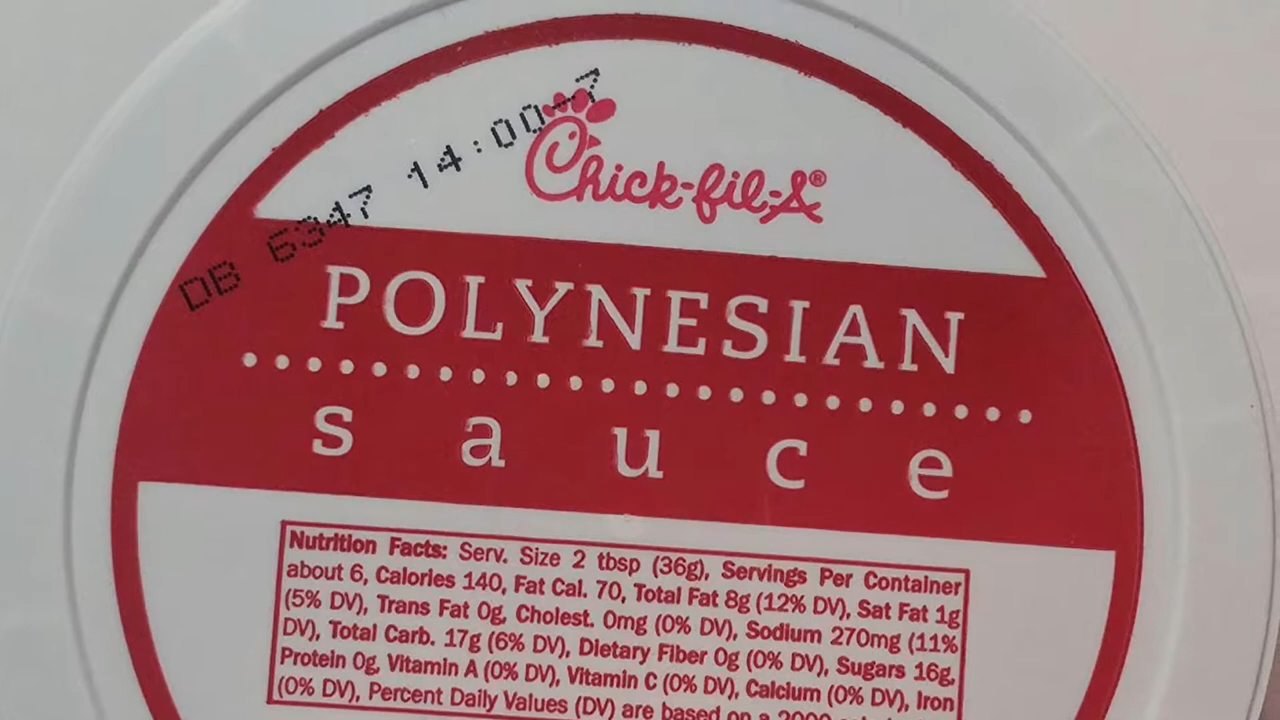 DB 6347 14:00-7
Chick-fil-A®
POLYNESIAN
sauce
Nutrition Facts: Serv. Size 2 tbsp (36g), Servings Per Container
about 6, Calories 140, Fat Cal. 70, Total Fat 8g (12% DV), Sat Fat 1g
(5% DV), Trans Fat 0g, Cholest. 0mg (0% DV), Sodium 270mg (11%
DV), Total Carb. 17g (6% DV), Dietary Fiber 0g (0% DV), Sugars 16g,
Protein 0g, Vitamin A (0% DV), Vitamin C (0% DV), Calcium (0% DV), Iron
(0% DV), Percent Daily Values (DV) are based on a 2000